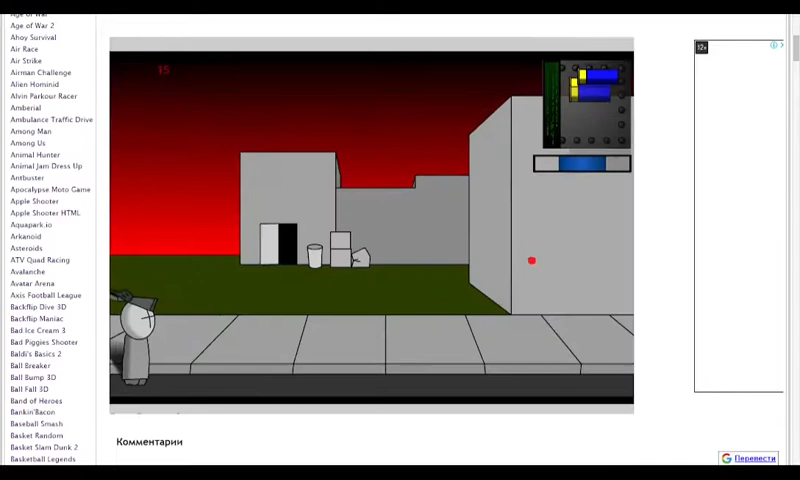 Age of War
Age of War 2
Ahoy Survival
Air Race
Air Strike
Airman Challenge
Alien Hominid
Alvin Parkour Racer
Amberial
Ambulance Traffic Drive
Among Man
Among Us
Animal Hunter
Animal Jam Dress Up
Antbuster
Apocalypse Moto Game
Apple Shooter
Apple Shooter HTML
Aquapark.io
Arkanoid
Asteroids
ATV Quad Racing
Avalanche
Avatar Arena
Axis Football League
Backflip Dive 3D
Backflip Maniac
Bad Ice Cream 3
Bad Piggies Shooter
Baldi's Basics 2
Ball Breaker
Ball Bump 3D
Ball Fall 3D
Band of Heroes
Bankin'Bacon
Baseball Smash
Basket Random
Basket Slam Dunk 2
Basketball Legends
15
12+
Комментарии
Перевести